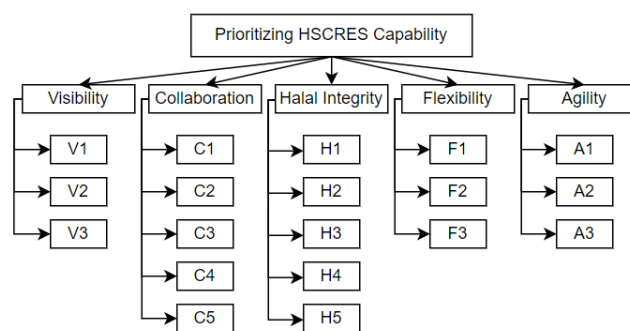 Prioritizing HSCRES Capability
Visibility
Collaboration
Halal Integrity
Flexibility
Agility
V1
C1
H1
F1
A1
V2
C2
H2
F2
A2
V3
C3
H3
F3
A3
C4
H4
C5
H5